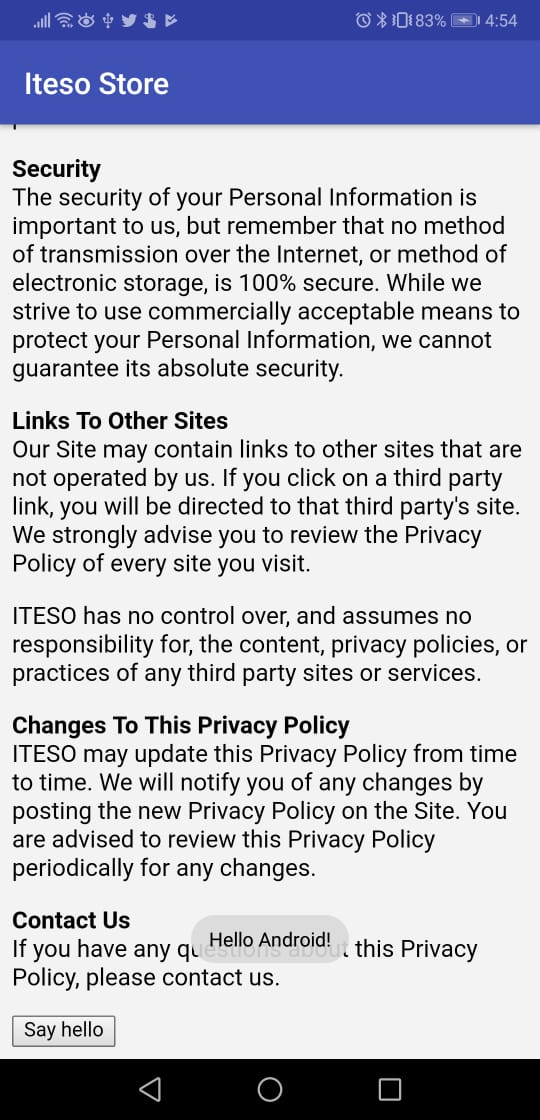 83% 4:54
Iteso Store
Security
The security of your Personal Information is
important to us, but remember that no method
of transmission over the Internet, or method of
electronic storage, is 100% secure. While we
strive to use commercially acceptable means to
protect your Personal Information, we cannot
guarantee its absolute security.
Links To Other Sites
Our Site may contain links to other sites that are
not operated by us. If you click on a third party
link, you will be directed to that third party's site.
We strongly advise you to review the Privacy
Policy of every site you visit.
ITESO has no control over, and assumes no
responsibility for, the content, privacy policies, or
practices of any third party sites or services.
Changes To This Privacy Policy
ITESO may update this Privacy Policy from time
to time. We will notify you of any changes by
posting the new Privacy Policy on the Site. You
are advised to review this Privacy Policy
periodically for any changes.
Contact Us
Hello Android!
If you have any questions about this Privacy
Policy, please contact us.
Say hello